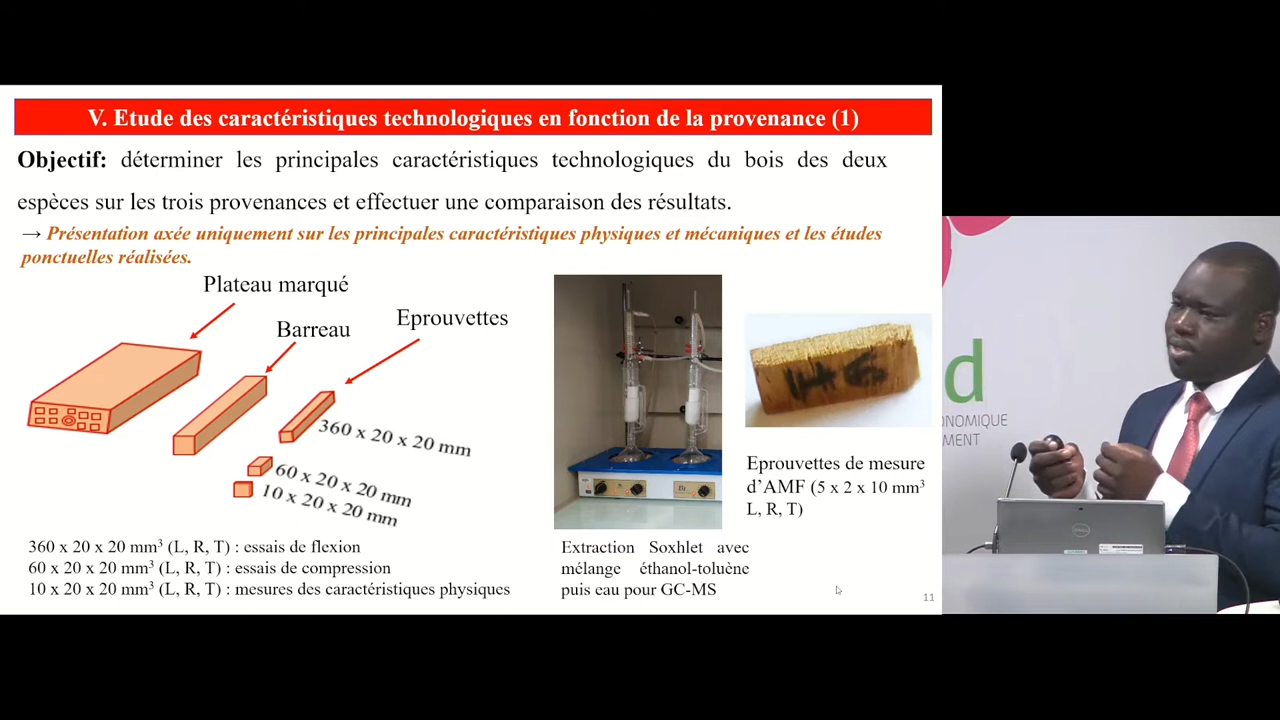 V. Etude des caractéristiques technologiques en fonction de la provenance (1)
Objectif: déterminer les principales caractéristiques technologiques du bois des deux
espèces sur les trois provenances et effectuer une comparaison des résultats.
→ Présentation axée uniquement sur les principales caractéristiques physiques et mécaniques et les études
ponctuelles réalisées.
Plateau marqué
Barreau
Eprouvettes
360 x 20 x 20 mm
60 x 20 x 20 mm
10 x 20 x 20 mm
360 x 20 x 20 mm³ (L, R, T) : essais de flexion
60 x 20 x 20 mm³ (L, R, T) : essais de compression
10 x 20 x 20 mm³ (L, R, T) : mesures des caractéristiques physiques
Extraction Soxhlet avec
mélange éthanol-toluène
puis eau pour GC-MS
H6
Eprouvettes de mesure
d'AMF (5 x 2 x 10 mm³
L, R, T)
11
d
ONOMIQUE
MENT
DELL